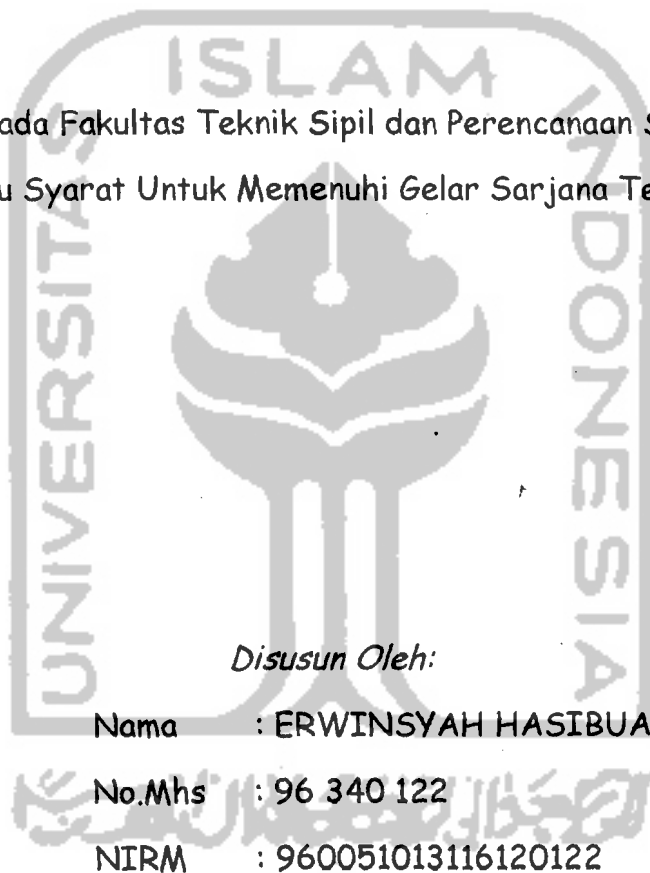 ISLAM
UNIVERSITAS
INDONESIA
ada Fakultas Teknik Sipil dan Perencanaan
u Syarat Untuk Memenuhi Gelar Sarjana Te
Disusun Oleh:
Nama : ERWINSYAH HASIBUA
No.Mhs : 96 340 122
NIRM : 960051013116120122